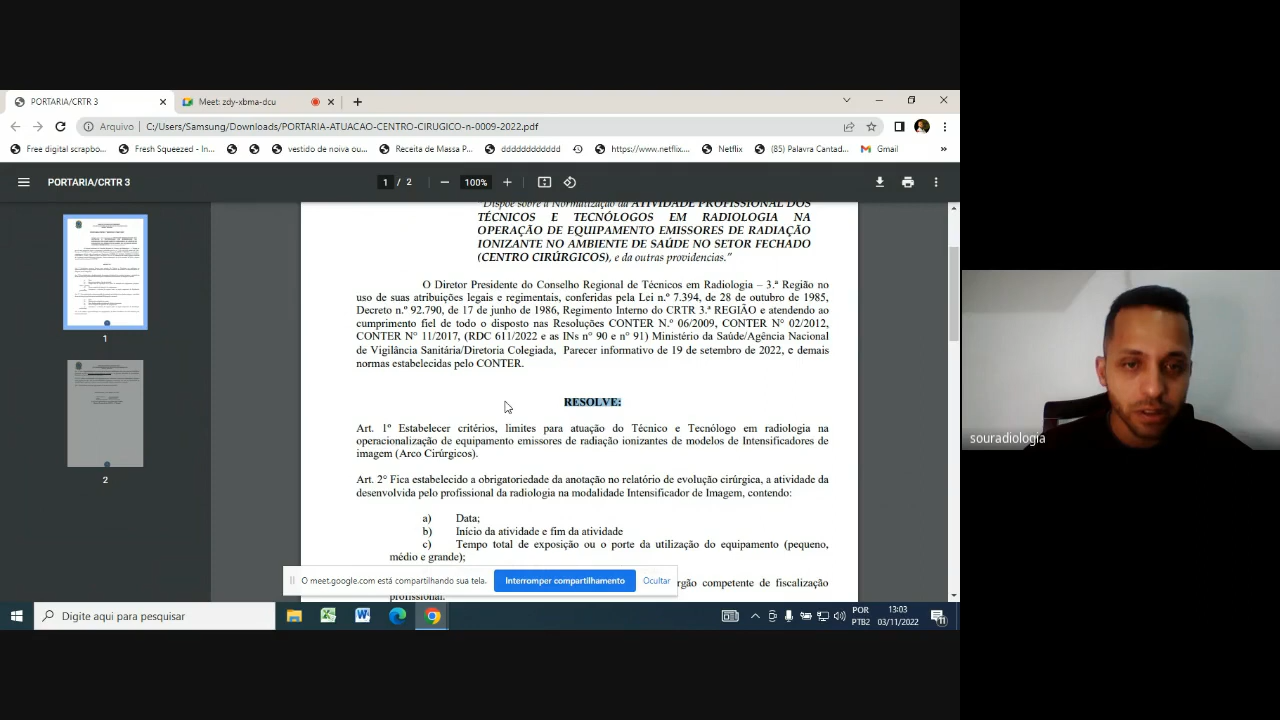 PORTARIA/CRTR 3
Meet: zdy-xbma-dcu
Arquivo
C:/Users/Samsung/Downloads/PORTARIA-ATUACAO-CENTRO-CIRUGICO-n-0009-2022.pdf
Free digital scrapbo...
Fresh Squeezed - In...
vestido de noiva ou...
Receita de Massa P...
dddddddddddd
https://www.netflix...
Netflix
(85) Palavra Cantad...
Gmail
»
PORTARIA/CRTR 3
1 / 2
100%
"Dispõe sobre a Normatização da ATIVIDADE PROFISSIONAL DOS
TÉCNICOS E TECNÓLOGOS EM RADIOLOGIA NA
OPERAÇÃO DE EQUIPAMENTO EMISSORES DE RADIAÇÃO
IONIZANTE NO AMBIENTE DE SAÚDE NO SETOR FECHADO
(CENTRO CIRÚRGICOS), e da outras providencias."
O Diretor Presidente do Conselho Regional de Técnicos em Radiologia – 3.ª Região no
uso de suas atribuições legais e regimentais, conferidas pela Lei n.º 7.394, de 28 de outubro de 1985,
Decreto n.º 92.790, de 17 de junho de 1986, Regimento Interno do CRTR 3.ª REGIÃO e atendendo ao
cumprimento fiel de todo o disposto nas Resoluções CONTER N.º 06/2009, CONTER N° 02/2012,
CONTER N° 11/2017, (RDC 611/2022 e as INs n° 90 e n° 91) Ministério da Saúde/Agência Nacional
de Vigilância Sanitária/Diretoria Colegiada, Parecer informativo de 19 de setembro de 2022, e demais
normas estabelecidas pelo CONTER.
RESOLVE:
Art. 1º Estabelecer critérios, limites para atuação do Técnico e Tecnólogo em radiologia na
operacionalização de equipamento emissores de radiação ionizantes de modelos de Intensificadores de
imagem (Arco Cirúrgicos).
Art. 2° Fica estabelecido a obrigatoriedade da anotação no relatório de evolução cirúrgica, a atividade da
desenvolvida pelo profissional da radiologia na modalidade Intensificador de Imagem, contendo:
a) Data;
b) Início da atividade e fim da atividade
c) Tempo total de exposição ou o porte da utilização do equipamento (pequeno,
médio e grande);
órgão competente de fiscalização
profissional.
O meet.google.com está compartilhando sua tela.
Interromper compartilhamento
Ocultar
1
2
souradiologia
Digite aqui para pesquisar
POR
PTB2
13:03
03/11/2022
11